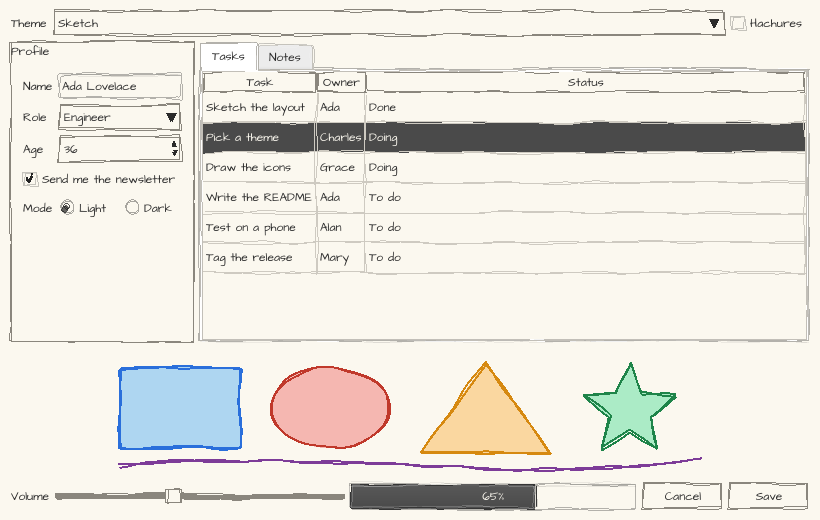 Theme Sketch Hachures
Profile
Name Ada Lovelace
Role Engineer
Age 36
Send me the newsletter
Mode Light Dark
Tasks Notes
Task Owner Status
Sketch the layout Ada Done
Pick a theme Charles Doing
Draw the icons Grace Doing
Write the README Ada To do
Test on a phone Alan To do
Tag the release Mary To do
Volume 65% Cancel Save